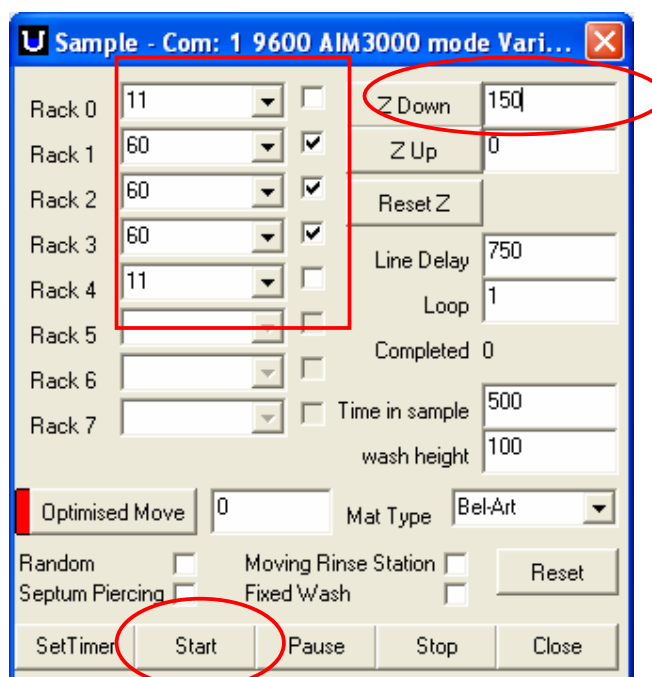 U Sample - Com: 1 9600 AIM3000 mode Vari...
Rack 0 11 Z Down 150
Rack 1 60 Z Up 0
Rack 2 60 Reset Z
Rack 3 60 Line Delay 750
Rack 4 11 Loop 1
Rack 5 Completed 0
Rack 6 Time in sample 500
Rack 7 wash height 100
Optimised Move 0 Mat Type Bel-Art
Random Moving Rinse Station Reset
Septum Piercing Fixed Wash
SetTimer Start Pause Stop Close